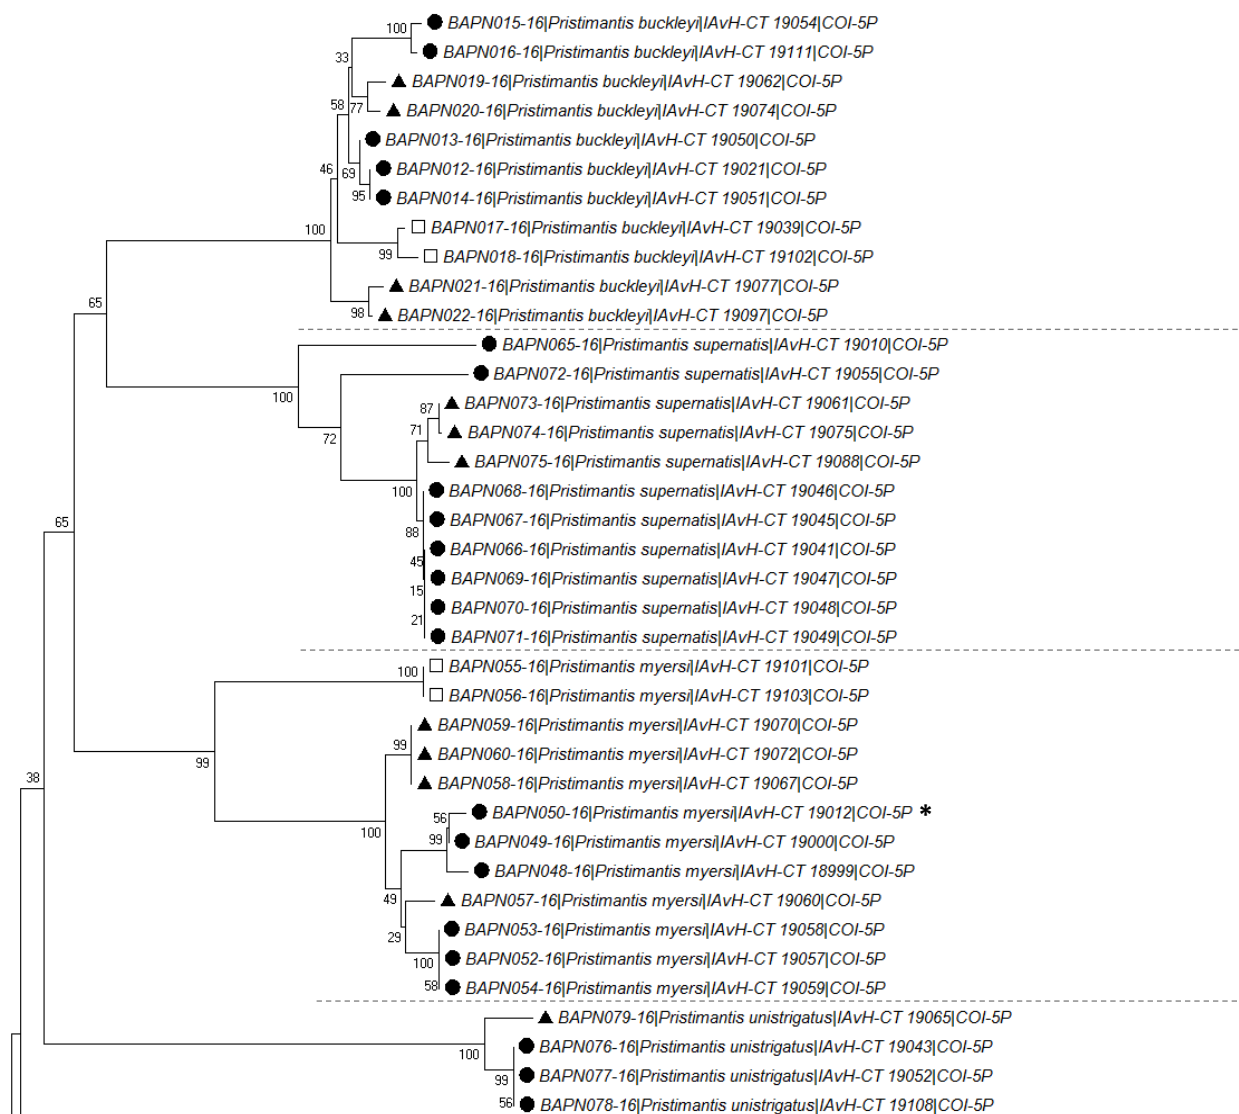 100 BAPN015-16|Pristimantis buckleyi|IAvH-CT 19054|COI-5P
BAPN016-16|Pristimantis buckleyi|IAvH-CT 19111|COI-5P
33
BAPN019-16|Pristimantis buckleyi|IAvH-CT 19062|COI-5P
58 77 BAPN020-16|Pristimantis buckleyi|IAvH-CT 19074|COI-5P
BAPN013-16|Pristimantis buckleyi|IAvH-CT 19050|COI-5P
46 69 BAPN012-16|Pristimantis buckleyi|IAvH-CT 19021|COI-5P
95 BAPN014-16|Pristimantis buckleyi|IAvH-CT 19051|COI-5P
100 BAPN017-16|Pristimantis buckleyi|IAvH-CT 19039|COI-5P
99 BAPN018-16|Pristimantis buckleyi|IAvH-CT 19102|COI-5P
BAPN021-16|Pristimantis buckleyi|IAvH-CT 19077|COI-5P
65 98 BAPN022-16|Pristimantis buckleyi|IAvH-CT 19097|COI-5P
BAPN065-16|Pristimantis supernatis|IAvH-CT 19010|COI-5P
BAPN072-16|Pristimantis supernatis|IAvH-CT 19055|COI-5P
100
87 BAPN073-16|Pristimantis supernatis|IAvH-CT 19061|COI-5P
72 71 BAPN074-16|Pristimantis supernatis|IAvH-CT 19075|COI-5P
BAPN075-16|Pristimantis supernatis|IAvH-CT 19088|COI-5P
100 BAPN068-16|Pristimantis supernatis|IAvH-CT 19046|COI-5P
65 88 BAPN067-16|Pristimantis supernatis|IAvH-CT 19045|COI-5P
45 BAPN066-16|Pristimantis supernatis|IAvH-CT 19041|COI-5P
15 BAPN069-16|Pristimantis supernatis|IAvH-CT 19047|COI-5P
BAPN070-16|Pristimantis supernatis|IAvH-CT 19048|COI-5P
21 BAPN071-16|Pristimantis supernatis|IAvH-CT 19049|COI-5P
100 BAPN055-16|Pristimantis myersi|IAvH-CT 19101|COI-5P
BAPN056-16|Pristimantis myersi|IAvH-CT 19103|COI-5P
BAPN059-16|Pristimantis myersi|IAvH-CT 19070|COI-5P
99 BAPN060-16|Pristimantis myersi|IAvH-CT 19072|COI-5P
38 99 BAPN058-16|Pristimantis myersi|IAvH-CT 19067|COI-5P
56 BAPN050-16|Pristimantis myersi|IAvH-CT 19012|COI-5P *
100 99 BAPN049-16|Pristimantis myersi|IAvH-CT 19000|COI-5P
BAPN048-16|Pristimantis myersi|IAvH-CT 18999|COI-5P
49 BAPN057-16|Pristimantis myersi|IAvH-CT 19060|COI-5P
29 BAPN053-16|Pristimantis myersi|IAvH-CT 19058|COI-5P
100 BAPN052-16|Pristimantis myersi|IAvH-CT 19057|COI-5P
58 BAPN054-16|Pristimantis myersi|IAvH-CT 19059|COI-5P
BAPN079-16|Pristimantis unistrigatus|IAvH-CT 19065|COI-5P
100 BAPN076-16|Pristimantis unistrigatus|IAvH-CT 19043|COI-5P
99 BAPN077-16|Pristimantis unistrigatus|IAvH-CT 19052|COI-5P
56 BAPN078-16|Pristimantis unistrigatus|IAvH-CT 19108|COI-5P